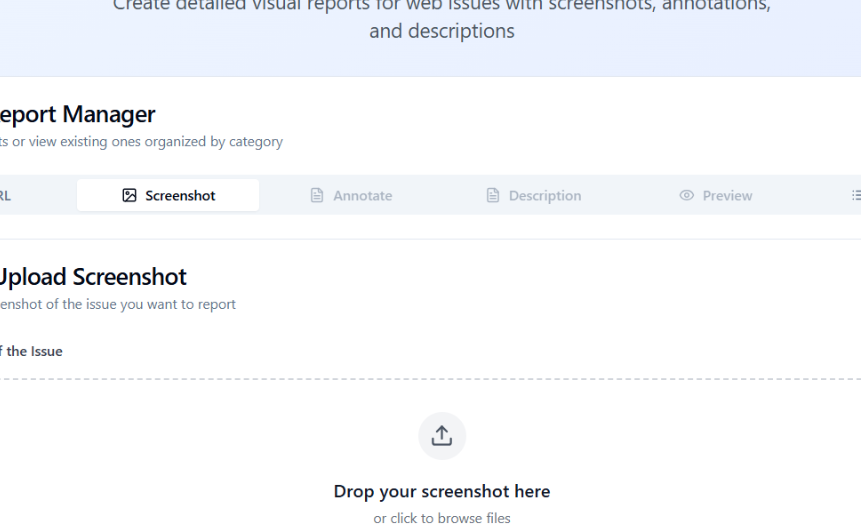 Create detailed visual reports for web issues with screenshots, annotations,
and descriptions
eport Manager
ts or view existing ones organized by category
RL
Screenshot
Annotate
Description
Preview
Upload Screenshot
enshot of the issue you want to report
f the Issue
Drop your screenshot here
or click to browse files